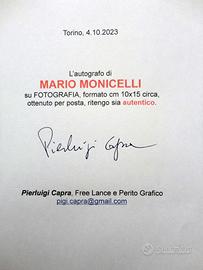 Torino, 4.10.2023
L'autografo di
MARIO MONICELLI
su FOTOGRAFIA, formato cm 10x15 circa,
ottenuto per posta, ritengo sia autentico.
Pierluigi Capra
Pierluigi Capra, Free Lance e Perito Grafico
pigi.capra@gmail.com
subito